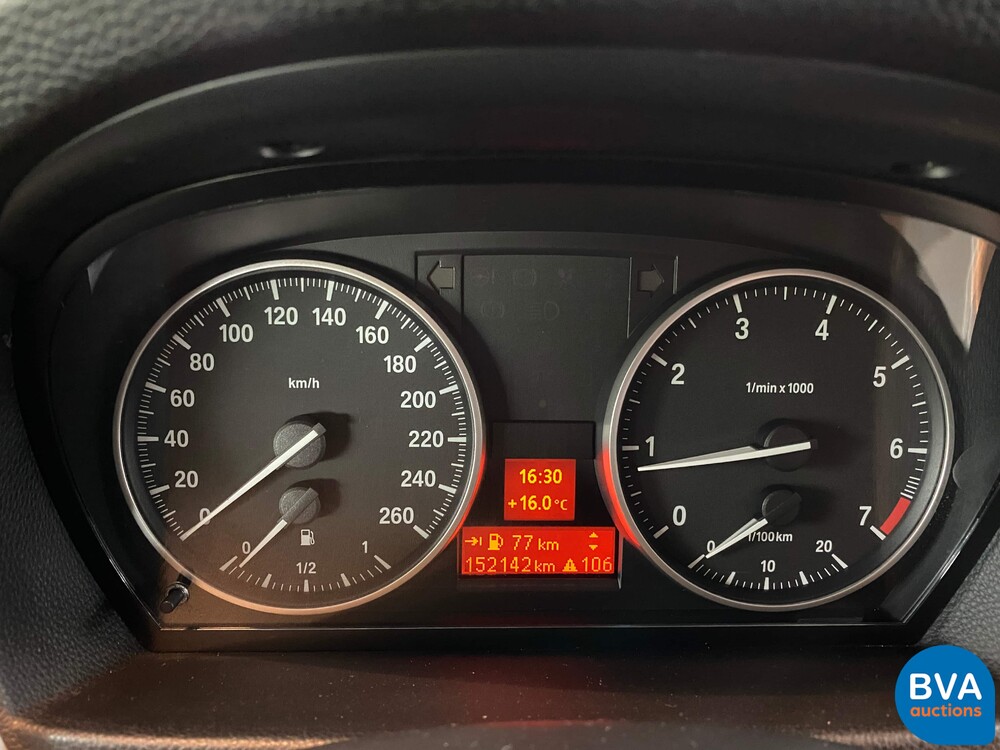 20 40 60 80 100 120 140 160 180 200 220 240 260
0
km/h
0 1/2 1
16:30
+16.0°C
77 km
152142 km 106
0 1 2 3 4 5 6 7
1/min x 1000
0 10 20
l/100km
BVA
auctions